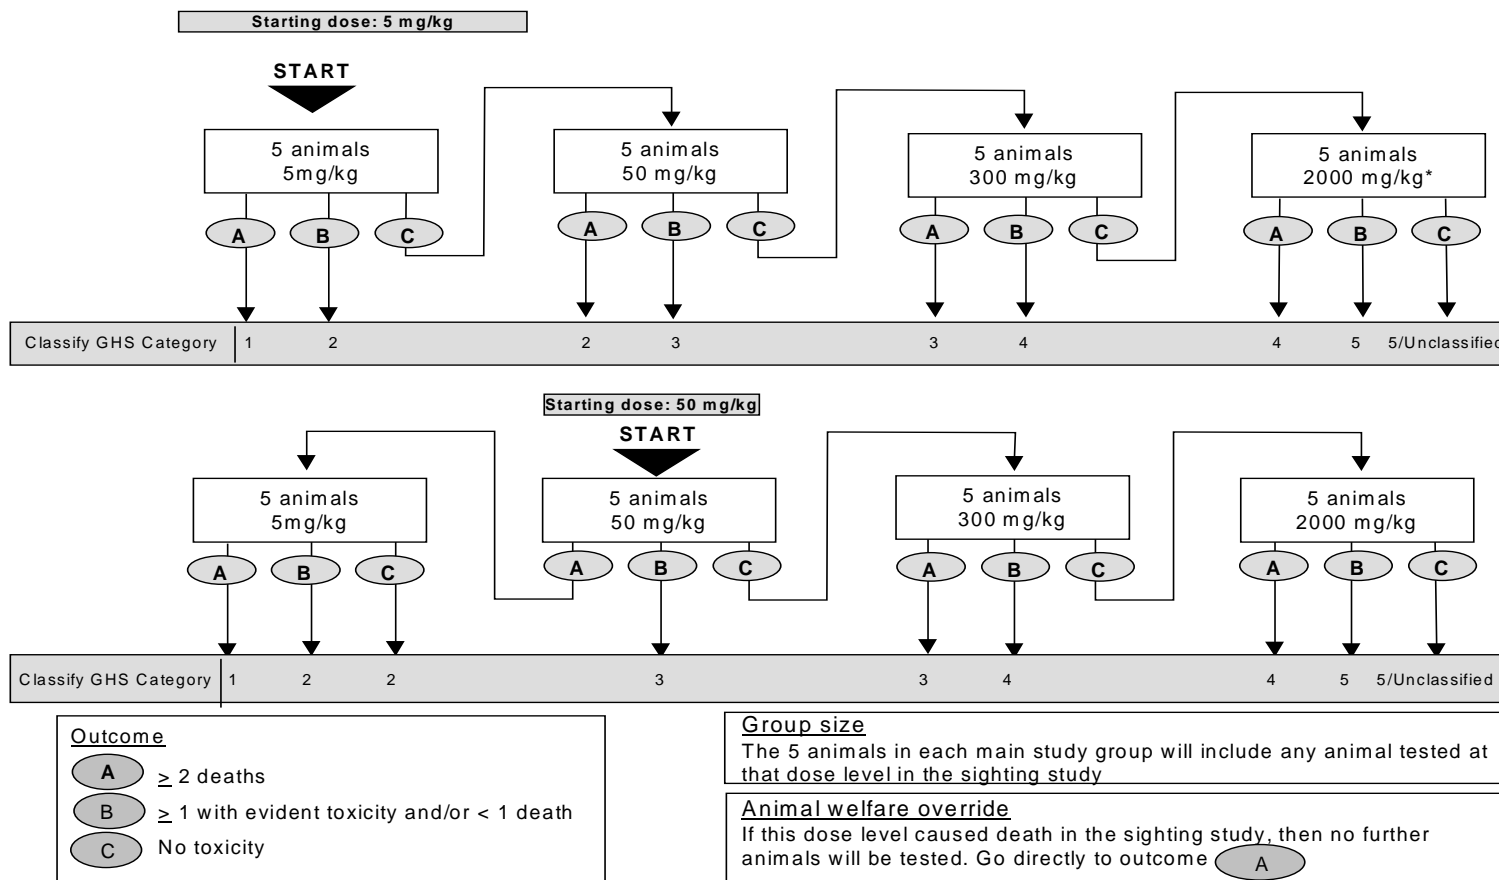 Starting dose: 5 mg/kg
START
5 animals
5mg/kg
5 animals
50 mg/kg
5 animals
300 mg/kg
5 animals
2000 mg/kg*
A B C A B C A B C A B C
Classify GHS Category 1 2 2 3 3 4 4 5 5/Unclassified
Starting dose: 50 mg/kg
START
5 animals
5mg/kg
5 animals
50 mg/kg
5 animals
300 mg/kg
5 animals
2000 mg/kg
A B C A B C A B C A B C
Classify GHS Category 1 2 2 3 3 4 4 5 5/Unclassified
Outcome
A ≥ 2 deaths
B ≥ 1 with evident toxicity and/or < 1 death
C No toxicity
Group size
The 5 animals in each main study group will include any animal tested at
that dose level in the sighting study
Animal welfare override
If this dose level caused death in the sighting study, then no further
animals will be tested. Go directly to outcome A